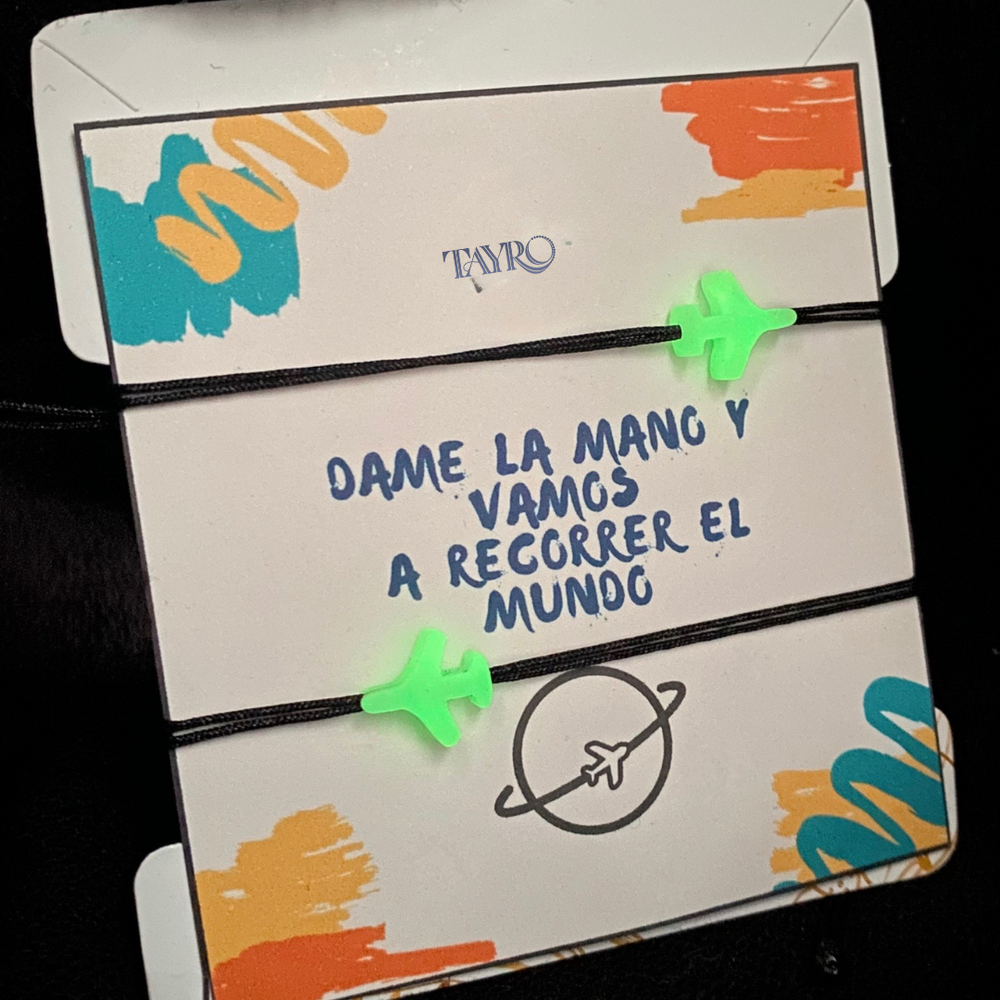 TAYRO
DAME LA MANO Y
VAMOS
A RECORRER EL
MUNDO